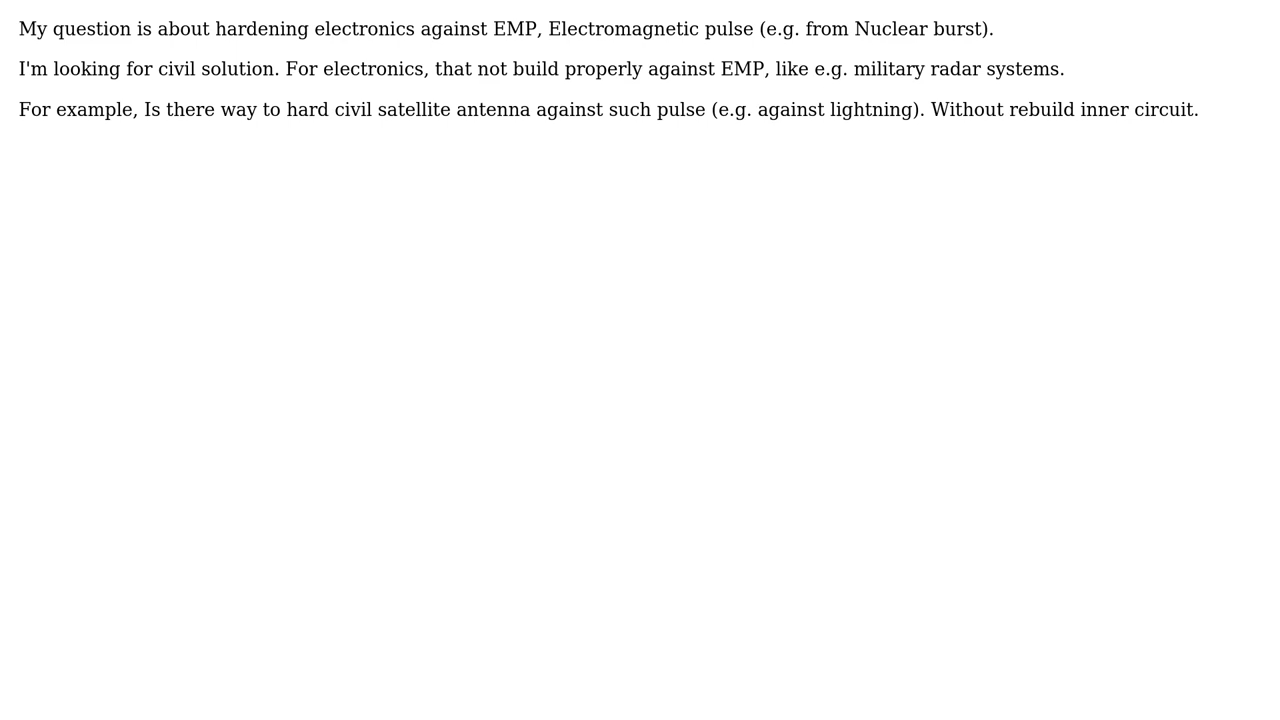 My question is about hardening electronics against EMP, Electromagnetic pulse (e.g. from Nuclear burst).
I'm looking for civil solution. For electronics, that not build properly against EMP, like e.g. military radar systems.
For example, Is there way to hard civil satellite antenna against such pulse (e.g. against lightning). Without rebuild inner circuit.